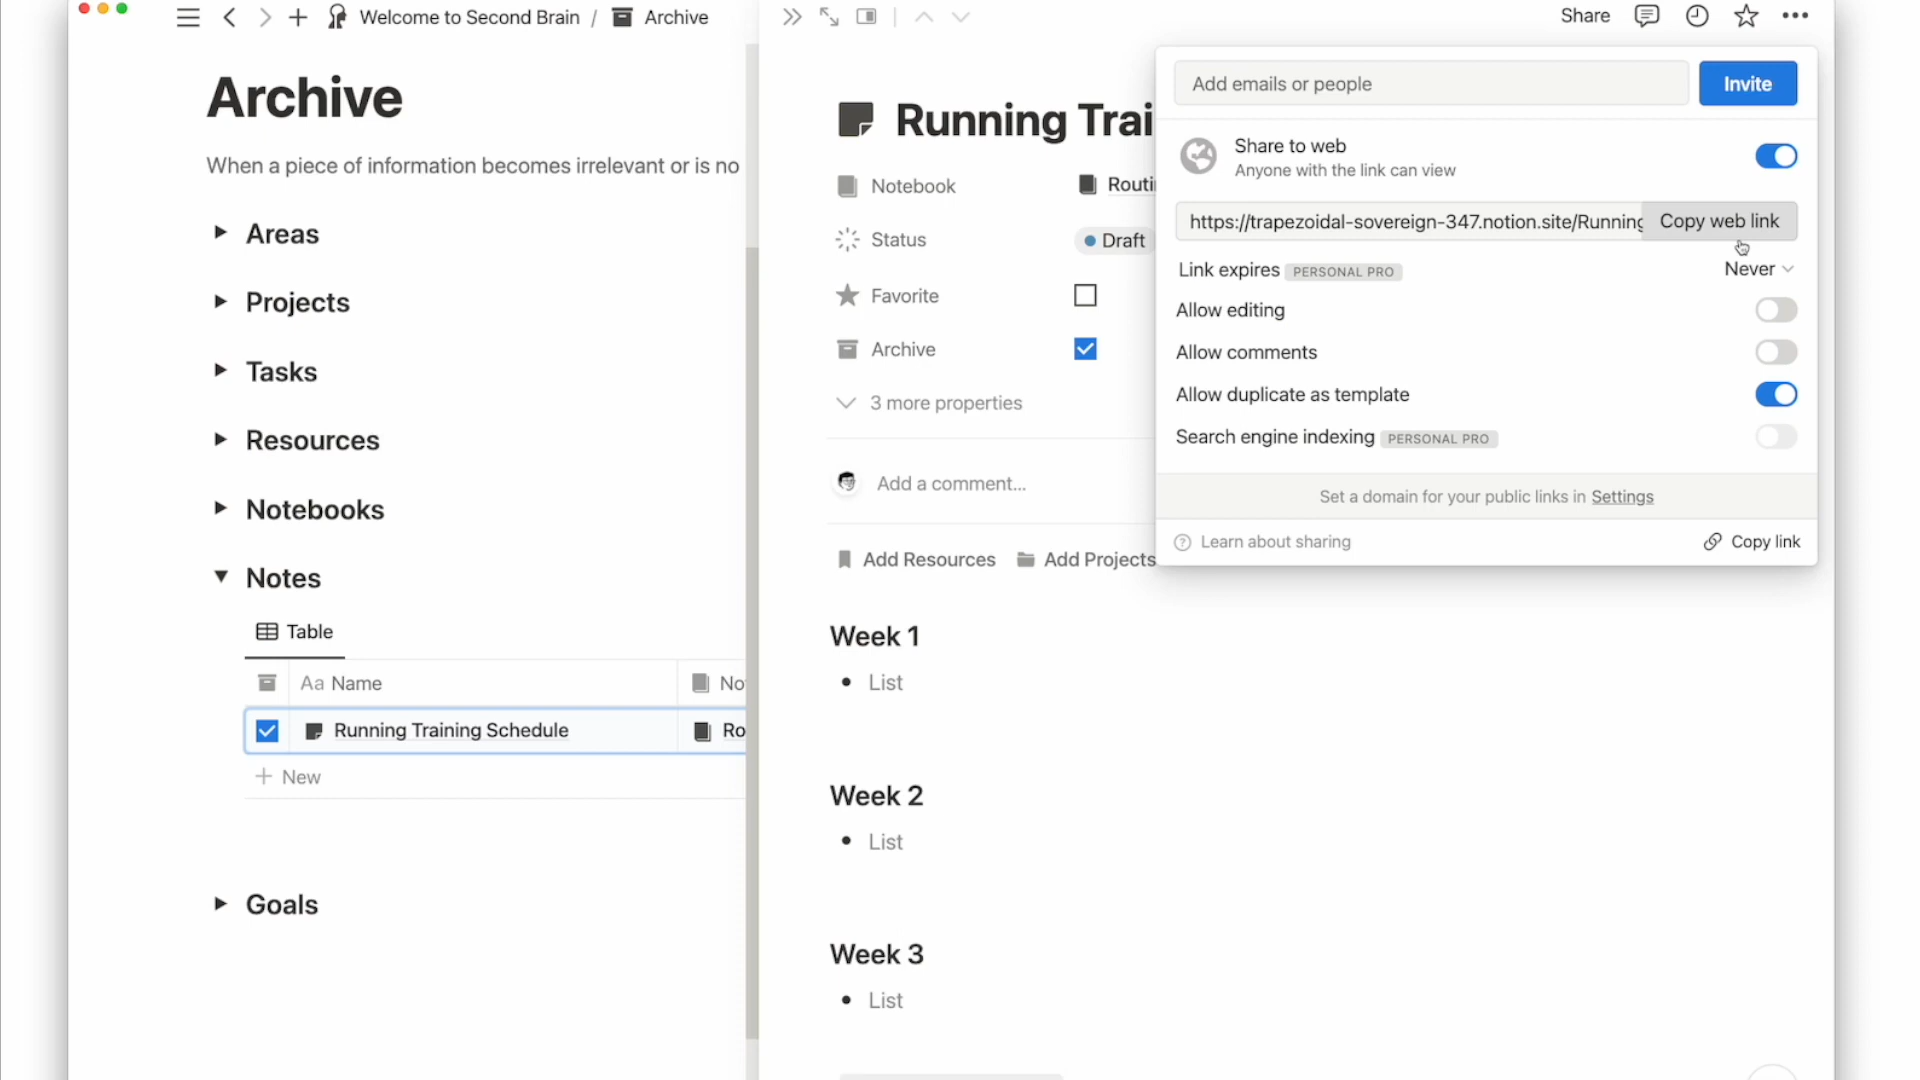 Welcome to Second Brain / Archive
Archive
When a piece of information becomes irrelevant or is no
Areas
Projects
Tasks
Resources
Notebooks
Notes
Table
Aa Name No
Running Training Schedule Ro
New
Goals
Share
Running Trai
Notebook Routi
Status Draft
Favorite
Archive
3 more properties
Add a comment...
Add Resources Add Projects
Week 1
List
Week 2
List
Week 3
List
Add emails or people Invite
Share to web
Anyone with the link can view
https://trapezoidal-sovereign-347.notion.site/Running Copy web link
Link expires PERSONAL PRO Never
Allow editing
Allow comments
Allow duplicate as template
Search engine indexing PERSONAL PRO
Set a domain for your public links in Settings
Learn about sharing Copy link